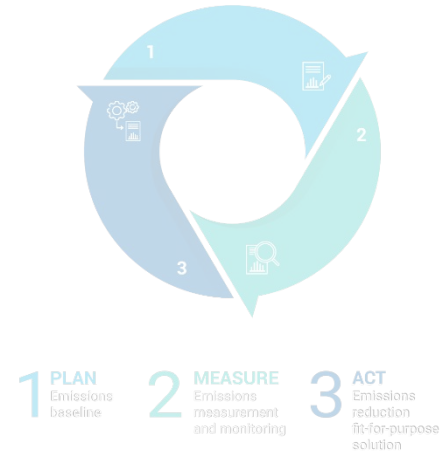 1
2
3
1 PLAN
Emissions
baseline
2 MEASURE
Emissions
measurement
and monitoring
3 ACT
Emissions
reduction
fit-for-purpose
solution